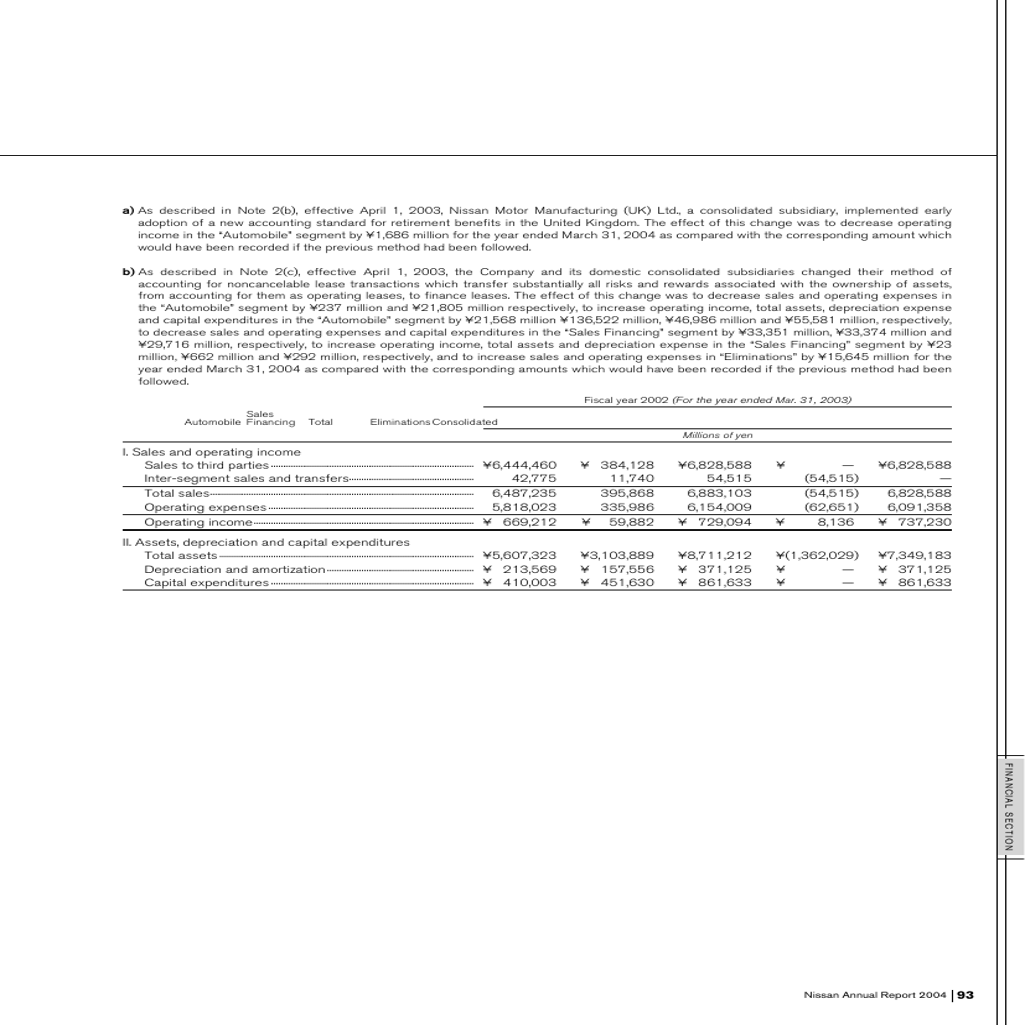 a) As described in Note 2(b), effective April 1, 2003, Nissan Motor Manufacturing (UK) Ltd., a consolidated subsidiary, implemented early
adoption of a new accounting standard for retirement benefits in the United Kingdom. The effect of this change was to decrease operating
income in the "Automobile" segment by ¥1,686 million for the year ended March 31, 2004 as compared with the corresponding amount which
would have been recorded if the previous method had been followed.
b) As described in Note 2(c), effective April 1, 2003, the Company and its domestic consolidated subsidiaries changed their method of
accounting for noncancelable lease transactions which transfer substantially all risks and rewards associated with the ownership of assets,
from accounting for them as operating leases, to finance leases. The effect of this change was to decrease sales and operating expenses in
the "Automobile" segment by ¥237 million and ¥21,805 million respectively, to increase operating income, total assets, depreciation expense
and capital expenditures in the "Automobile" segment by ¥21,568 million ¥136,522 million, ¥46,986 million and ¥55,581 million, respectively,
to decrease sales and operating expenses and capital expenditures in the "Sales Financing" segment by ¥33,351 million, ¥33,374 million and
¥29,716 million, respectively, to increase operating income, total assets and depreciation expense in the "Sales Financing" segment by ¥23
million, ¥662 million and ¥292 million, respectively, and to increase sales and operating expenses in "Eliminations" by ¥15,645 million for the
year ended March 31, 2004 as compared with the corresponding amounts which would have been recorded if the previous method had been
followed.
Fiscal year 2002 (For the year ended Mar. 31, 2003)
Sales
Automobile Financing Total Eliminations Consolidated
Millions of yen
I. Sales and operating income
Sales to third parties ¥6,444,460 ¥ 384,128 ¥6,828,588 ¥ — ¥6,828,588
Inter-segment sales and transfers 42,775 11,740 54,515 (54,515) —
Total sales 6,487,235 395,868 6,883,103 (54,515) 6,828,588
Operating expenses 5,818,023 335,986 6,154,009 (62,651) 6,091,358
Operating income ¥ 669,212 ¥ 59,882 ¥ 729,094 ¥ 8,136 ¥ 737,230
II. Assets, depreciation and capital expenditures
Total assets ¥5,607,323 ¥3,103,889 ¥8,711,212 ¥(1,362,029) ¥7,349,183
Depreciation and amortization ¥ 213,569 ¥ 157,556 ¥ 371,125 ¥ — ¥ 371,125
Capital expenditures ¥ 410,003 ¥ 451,630 ¥ 861,633 ¥ — ¥ 861,633
FINANCIAL SECTION
Nissan Annual Report 2004 93